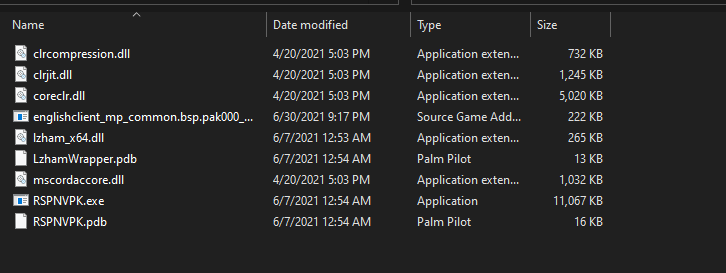 Name Date modified Type Size
clrcompression.dll 4/20/2021 5:03 PM Application exten... 732 KB
clrjit.dll 4/20/2021 5:03 PM Application exten... 1,245 KB
coreclr.dll 4/20/2021 5:03 PM Application exten... 5,020 KB
englishclient_mp_common.bsp.pak000_... 6/30/2021 9:17 PM Source Game Add... 222 KB
lzham_x64.dll 6/7/2021 12:53 AM Application exten... 265 KB
LzhamWrapper.pdb 6/7/2021 12:54 AM Palm Pilot 13 KB
mscordaccore.dll 4/20/2021 5:03 PM Application exten... 1,032 KB
RSPNVPK.exe 6/7/2021 12:54 AM Application 11,067 KB
RSPNVPK.pdb 6/7/2021 12:54 AM Palm Pilot 16 KB